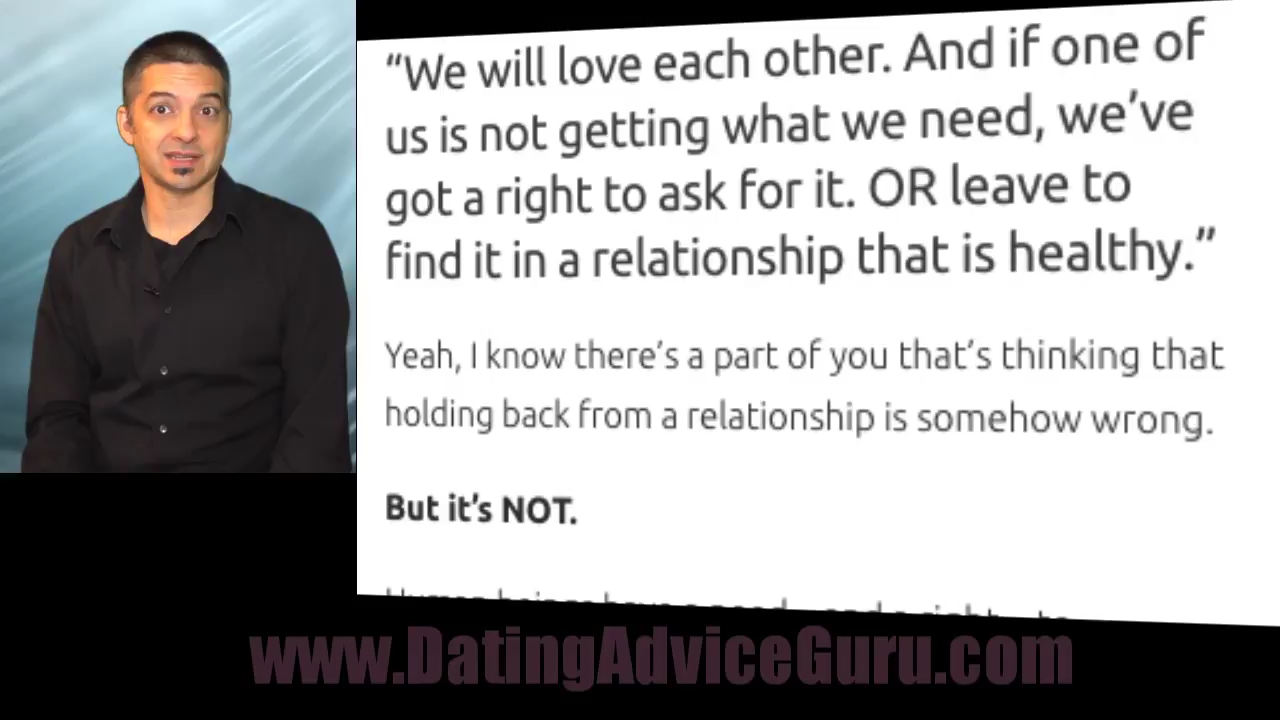 “We will love each other. And if one of
us is not getting what we need, we’ve
got a right to ask for it. OR leave to
find it in a relationship that is healthy.”
Yeah, I know there’s a part of you that’s thinking that
holding back from a relationship is somehow wrong.
But it’s NOT.
www.DatingAdviceGuru.com